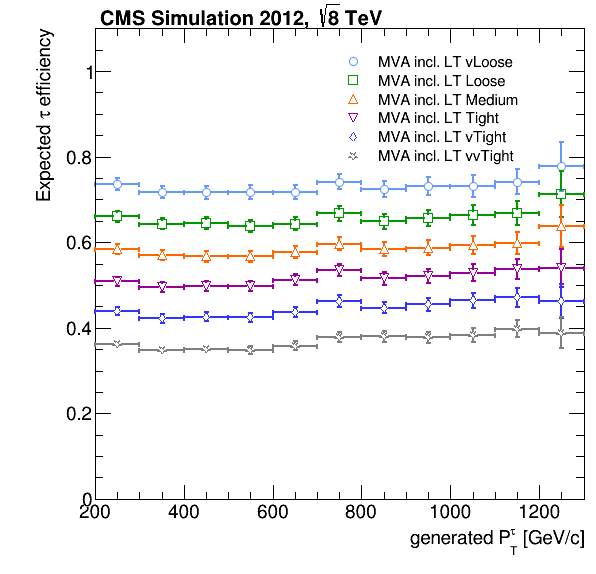 CMS Simulation 2012, √8 TeV
Expected τ efficiency
MVA incl. LT vLoose
MVA incl. LT Loose
MVA incl. LT Medium
MVA incl. LT Tight
MVA incl. LT vTight
MVA incl. LT vvTight
1
0.8
0.6
0.4
0.2
0
200 400 600 800 1000 1200
generated P_T^τ [GeV/c]